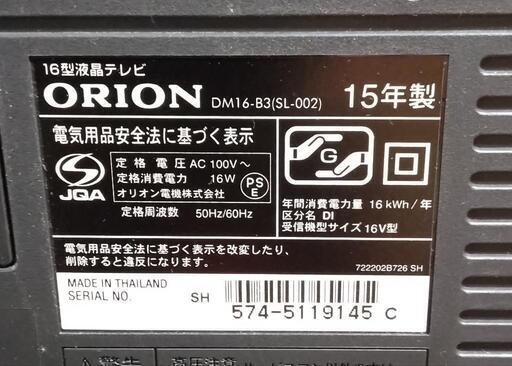 16型液晶テレビ
ORION DM16-B3(SL-002) 15年製
電気用品安全法に基づく表示
定格電圧 AC 100V～
定格消費電力 16W
オリオン電機株式会社
定格周波数 50Hz/60Hz
JQA
PS
E
G
年間消費電力量 16 kWh/年
区分名 DI
受信機型サイズ 16V型
電気用品安全法に基づく表示を改変したり、
削除すると違反になります。
722202B726 SH
MADE IN THAILAND
SERIAL NO. SH
574-5119145 C